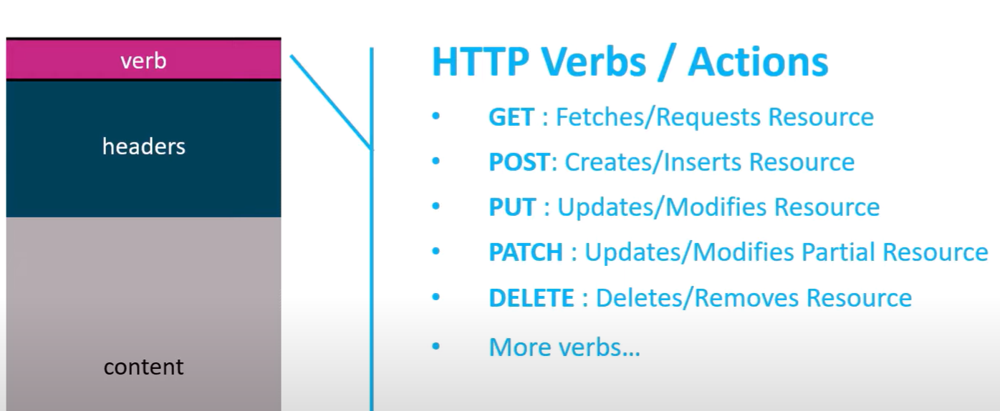 verb
headers
content
HTTP Verbs / Actions
• GET : Fetches/Requests Resource
• POST: Creates/Inserts Resource
• PUT : Updates/Modifies Resource
• PATCH : Updates/Modifies Partial Resource
• DELETE : Deletes/Removes Resource
• More verbs...